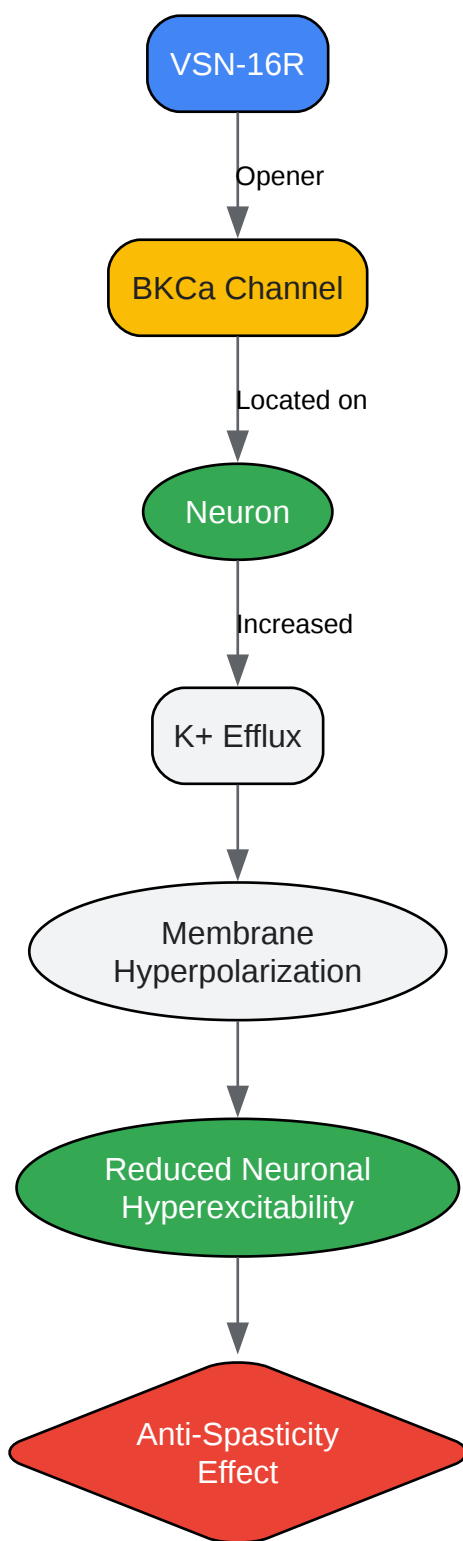 VSN-16R
Opener
BKCa Channel
Located on
Neuron
Increased
K+ Efflux
Membrane
Hyperpolarization
Reduced Neuronal
Hyperexcitability
Anti-Spasticity
Effect